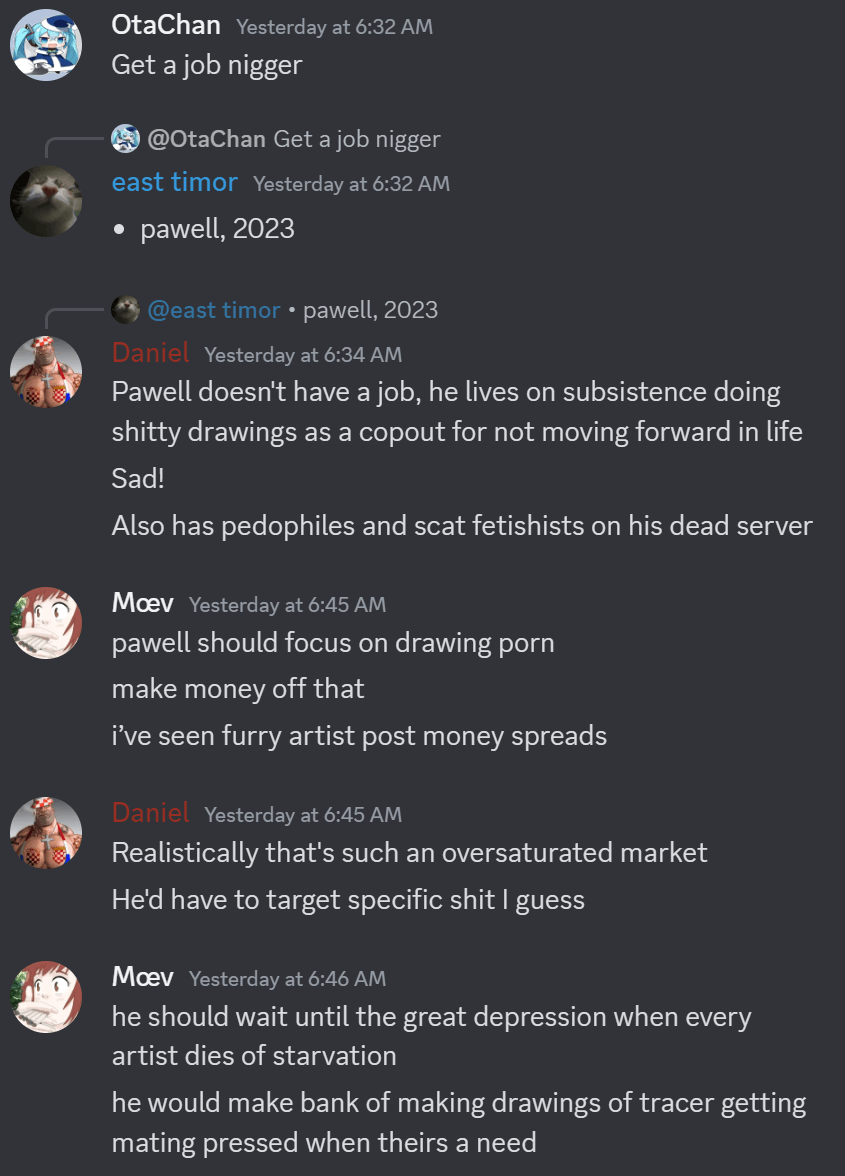 OtaChan Yesterday at 6:32 AM
Get a job nigger
@OtaChan Get a job nigger
east timor Yesterday at 6:32 AM
• pawell, 2023
@east timor • pawell, 2023
Daniel Yesterday at 6:34 AM
Pawell doesn't have a job, he lives on subsistence doing
shitty drawings as a copout for not moving forward in life
Sad!
Also has pedophiles and scat fetishists on his dead server
Mœv Yesterday at 6:45 AM
pawell should focus on drawing porn
make money off that
i’ve seen furry artist post money spreads
Daniel Yesterday at 6:45 AM
Realistically that's such an oversaturated market
He'd have to target specific shit I guess
Mœv Yesterday at 6:46 AM
he should wait until the great depression when every
artist dies of starvation
he would make bank of making drawings of tracer getting
mating pressed when theirs a need